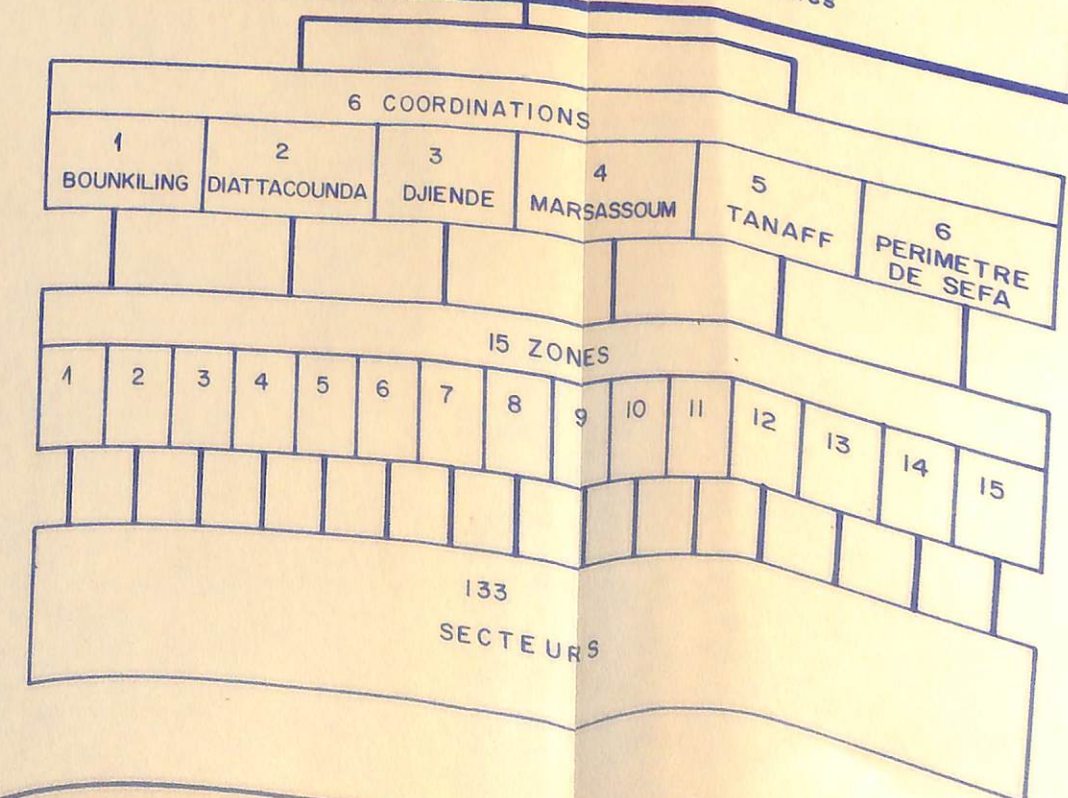 6 COORDINATIONS
1
BOUNKILING
2
DIATTACOUNDA
3
DJIENDE
4
MARSASSOUM
5
TANAFF
6
PERIMETRE
DE SEFA
15 ZONES
1 2 3 4 5 6 7 8 9 10 11 12 13 14 15
133
SECTEURS